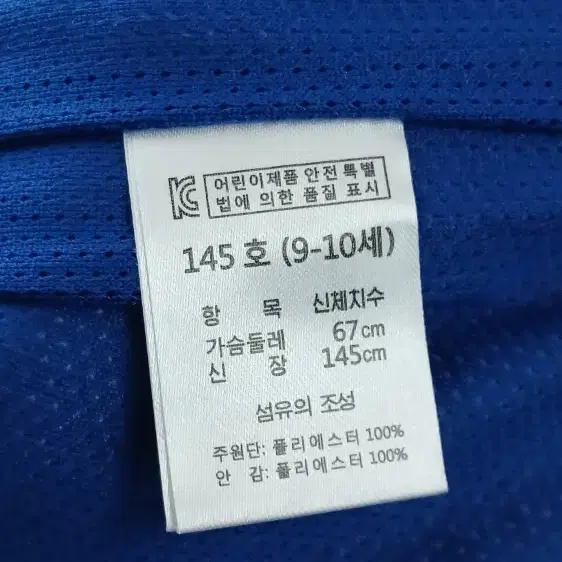 KC 어린이제품 안전 특별
법에 의한 품질 표시
145 호 (9-10세)
항 목 신체치수
가슴둘레 67cm
신 장 145cm
섬유의 조성
주원단: 폴리에스터 100%
안 감: 폴리에스터 100%